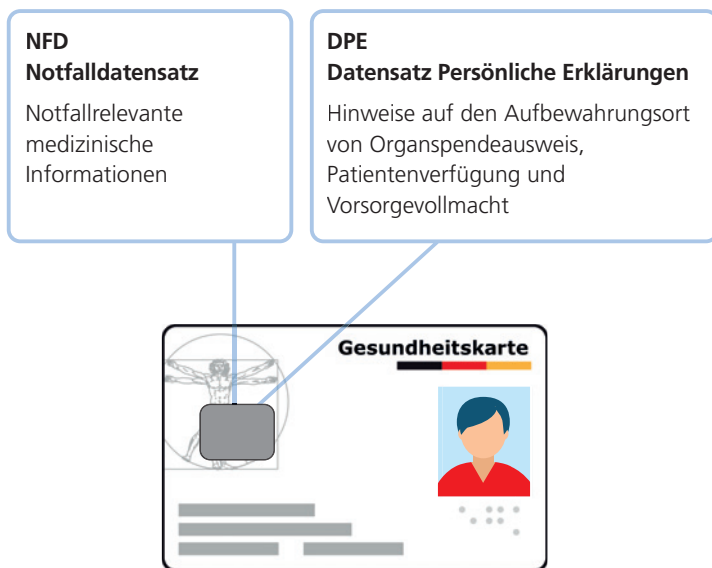 NFD
Notfalldatensatz
Notfallrelevante
medizinische
Informationen
DPE
Datensatz Persönliche Erklärungen
Hinweise auf den Aufbewahrungsort
von Organspendeausweis,
Patientenverfügung und
Vorsorgevollmacht
Gesundheitskarte